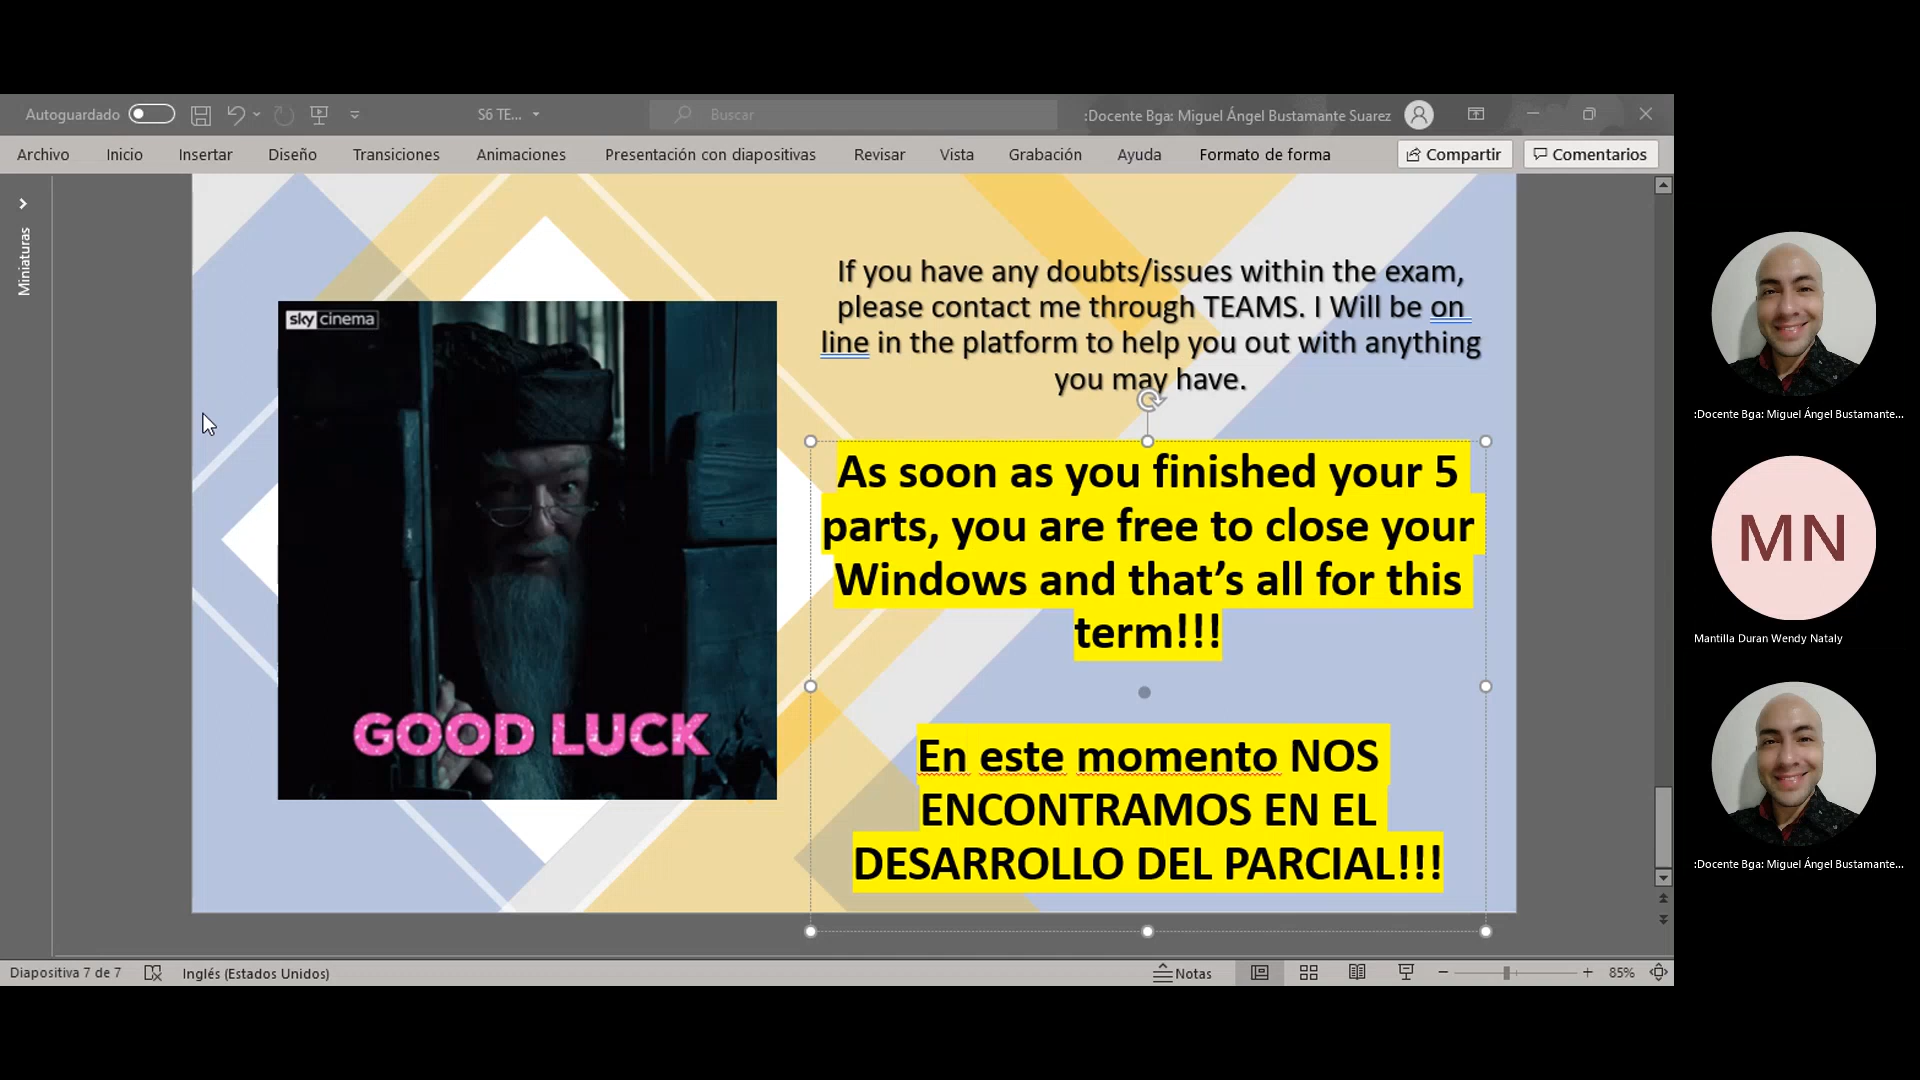 Autoguardado
S6 TE...
Buscar
:Docente Bga: Miguel Ángel Bustamante Suarez
Archivo
Inicio
Insertar
Diseño
Transiciones
Animaciones
Presentación con diapositivas
Revisar
Vista
Grabación
Ayuda
Formato de forma
Compartir
Comentarios
Miniaturas
If you have any doubts/issues within the exam,
please contact me through TEAMS. I Will be on
line in the platform to help you out with anything
you may have.
sky cinema
GOOD LUCK
As soon as you finished your 5
parts, you are free to close your
Windows and that’s all for this
term!!!
En este momento NOS
ENCONTRAMOS EN EL
DESARROLLO DEL PARCIAL!!!
Diapositiva 7 de 7
Inglés (Estados Unidos)
Notas
85%
:Docente Bga: Miguel Ángel Bustamante...
MN
Mantilla Duran Wendy Nataly
:Docente Bga: Miguel Ángel Bustamante...